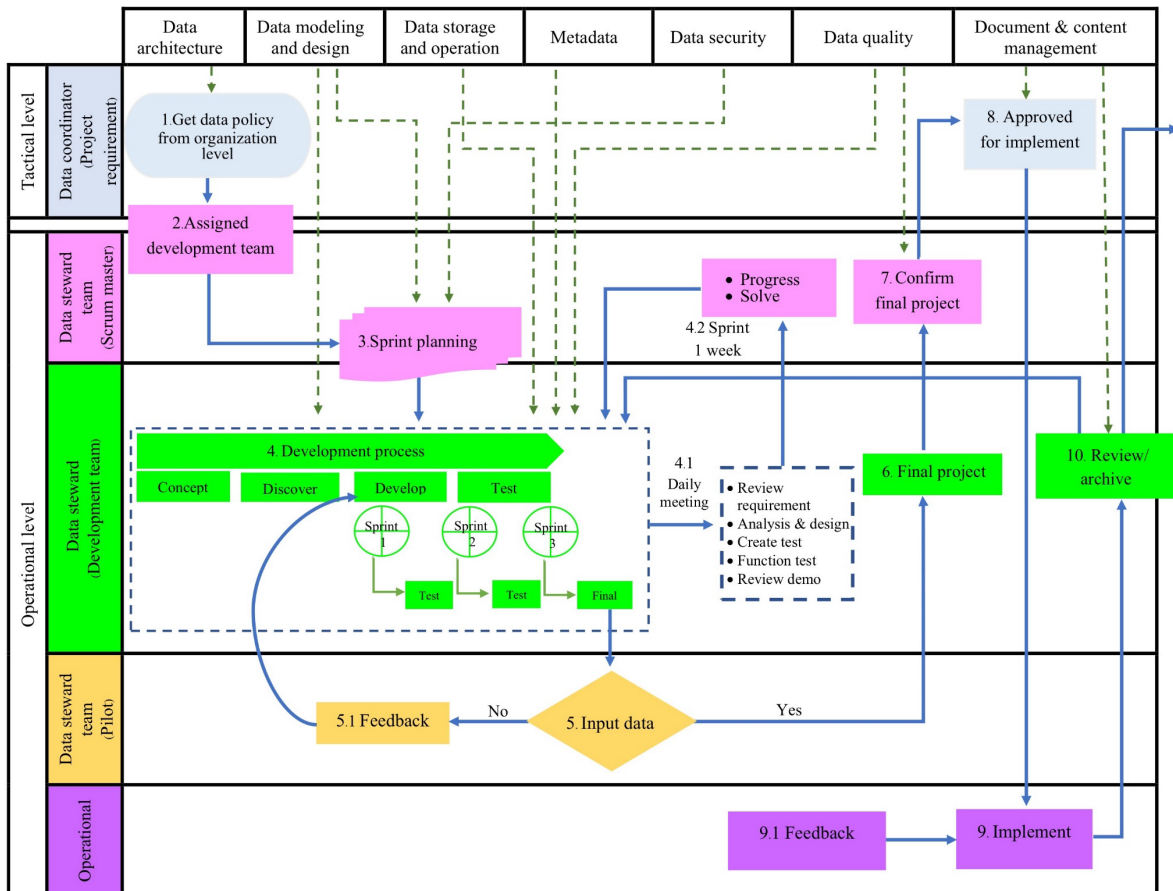 Data
architecture
Data modeling
and design
Data storage
and operation
Metadata
Data security
Data quality
Document & content
management
Tactical level
Data coordinator
(Project
requirement)
1.Get data policy
from organization
level
8. Approved
for implement
Operational level
Data steward
team
(Scrum master)
2.Assigned
development team
3.Sprint planning
• Progress
• Solve
4.2 Sprint
1 week
7. Confirm
final project
Data steward
(Development team)
4. Development process
Concept
Discover
Develop
Test
Sprint
1
Sprint
2
Sprint
3
Test
Test
Final
4.1
Daily
meeting
• Review
requirement
• Analysis & design
• Create test
• Function test
• Review demo
6. Final project
10. Review/
archive
Data steward
team
(Pilot)
5.1 Feedback
No
5. Input data
Yes
Operational
9.1 Feedback
9. Implement